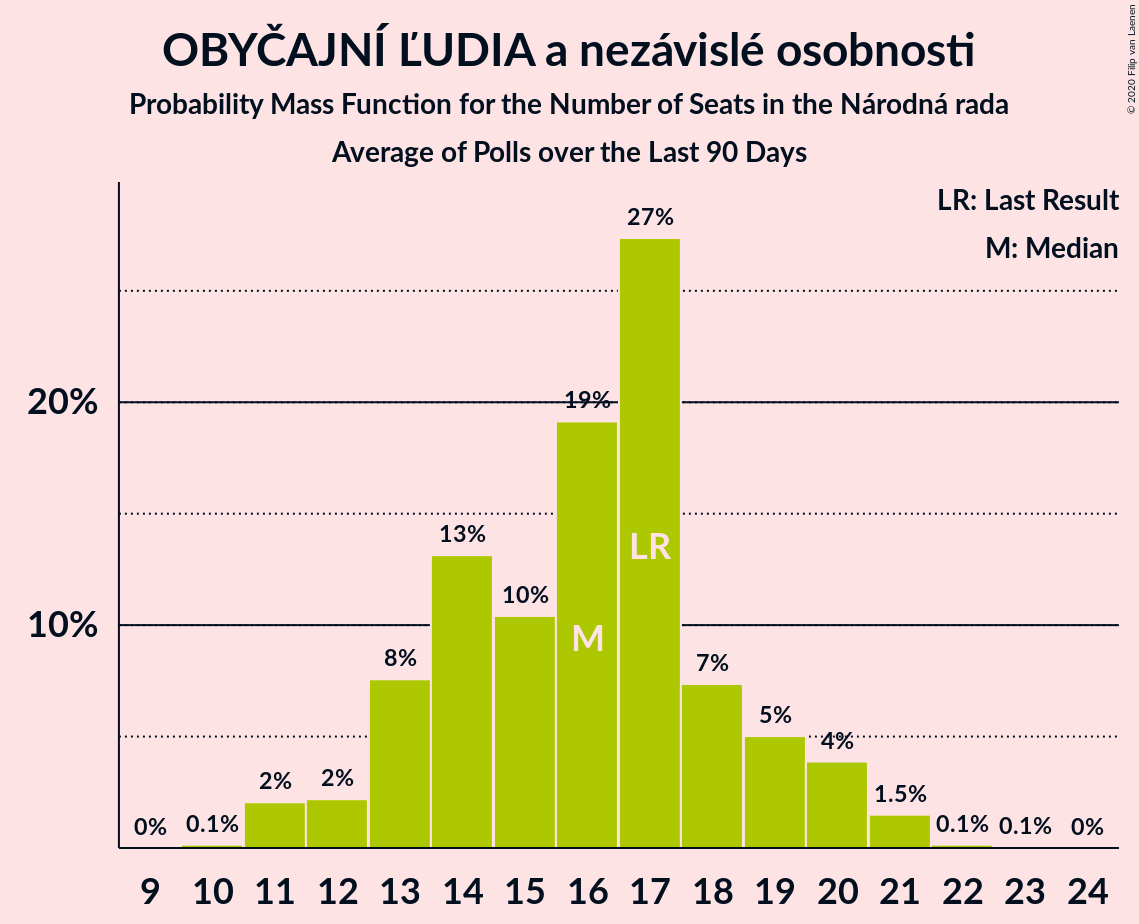 OBYČAJNÍ ĽUDIA a nezávislé osobnosti
Probability Mass Function for the Number of Seats in the Národná rada
Average of Polls over the Last 90 Days
© 2020 Filip van Laenen
LR: Last Result
M: Median
27%
20%
19%
13%
LR
10%
10%
M
8%
7%
5%
4%
2%
2%
1.5%
0%
0.1%
0.1%
0.1%
0%
9 10 11 12 13 14 15 16 17 18 19 20 21 22 23 24